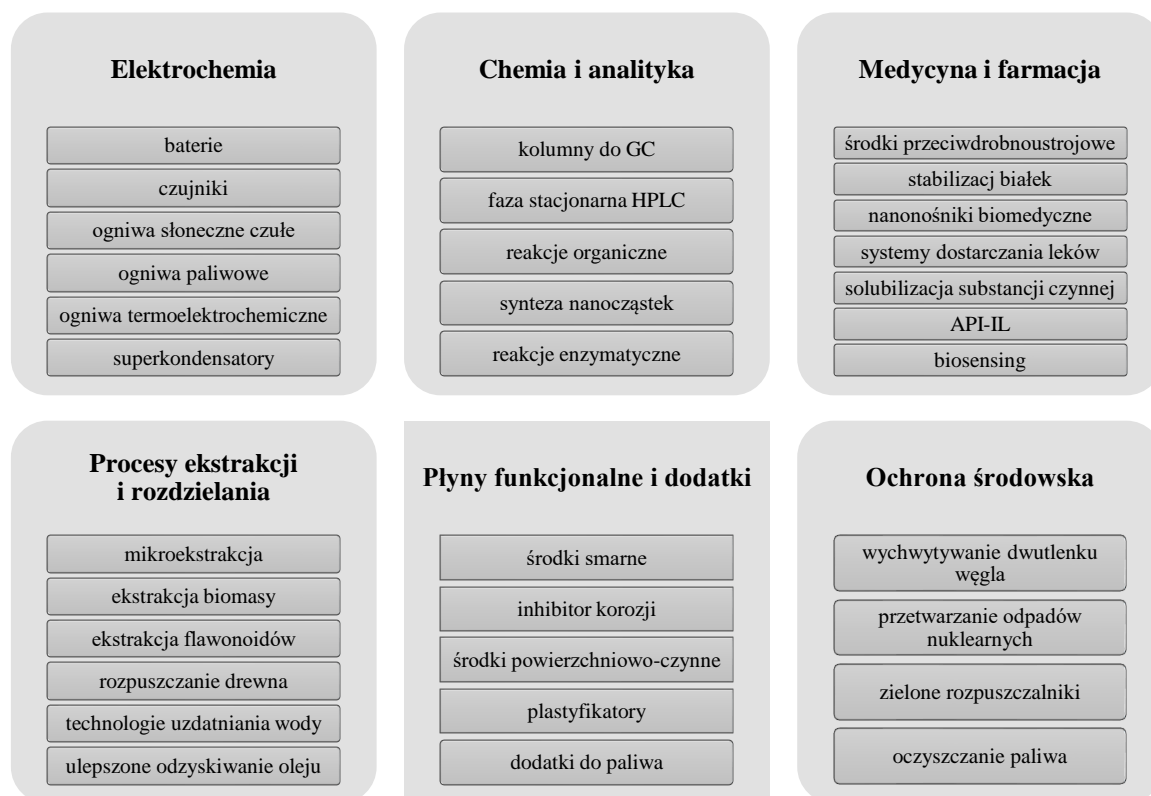 Elektrochemia
baterie
czujniki
ogniwa słoneczne czułe
ogniwa paliwowe
ogniwa termoelektrochemiczne
superkondensatory
Chemia i analityka
kolumny do GC
faza stacjonarna HPLC
reakcje organiczne
synteza nanocząstek
reakcje enzymatyczne
Medycyna i farmacja
środki przeciwdrobnoustrojowe
stabilizacj białek
nanonośniki biomedyczne
systemy dostarczania leków
solubilizacja substancji czynnej
API-IL
biosensing
Procesy ekstrakcji
i rozdzielania
mikroekstrakcja
ekstrakcja biomasy
ekstrakcja flawonoidów
rozpuszczanie drewna
technologie uzdatniania wody
ulepszone odzyskiwanie oleju
Płyny funkcjonalne i dodatki
środki smarne
inhibitor korozji
środki powierzchniowo-czynne
plastyfikatory
dodatki do paliwa
Ochrona środowska
wychwytywanie dwutlenku
węgla
przetwarzanie odpadów
nuklearnych
zielone rozpuszczalniki
oczyszczanie paliwa